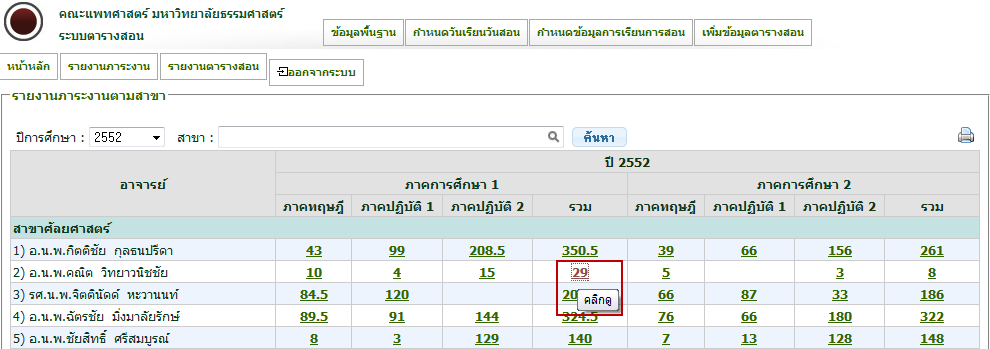 คณะแพทศาสตร์ มหาวิทยาลัยธรรมศาสตร์
ระบบตารางสอน
ข้อมูลพื้นฐาน กำหนดวันเรียนวันสอน กำหนดข้อมูลการเรียนการสอน เพิ่มข้อมูลตารางสอน
หน้าหลัก รายงานภาระงาน รายงานตารางสอน ออกจากระบบ
รายงานภาระงานตามสาขา
ปีการศึกษา : 2552 สาขา : ค้นหา
อาจารย์ ปี 2552
ภาคการศึกษา 1 ภาคการศึกษา 2
ภาคทฤษฎี ภาคปฏิบัติ 1 ภาคปฏิบัติ 2 รวม ภาคทฤษฎี ภาคปฏิบัติ 1 ภาคปฏิบัติ 2 รวม
สาขาศัลยศาสตร์
1) อ.น.พ.กิตติชัย กุลธนปรีดา 43 99 208.5 350.5 39 66 156 261
2) อ.น.พ.คณิต วิทยาวนิชชัย 10 4 15 29 5 3 8
3) รศ.น.พ.จิตตินัดด์ หะวานนท์ 84.5 120 66 87 33 186
คลิกดู
4) อ.น.พ.ฉัตรชัย มิ่งมาลัยรักษ์ 89.5 91 144 324.5 76 66 180 322
5) อ.น.พ.ชัยสิทธิ์ ศรีสมบูรณ์ 8 3 129 140 7 13 128 148